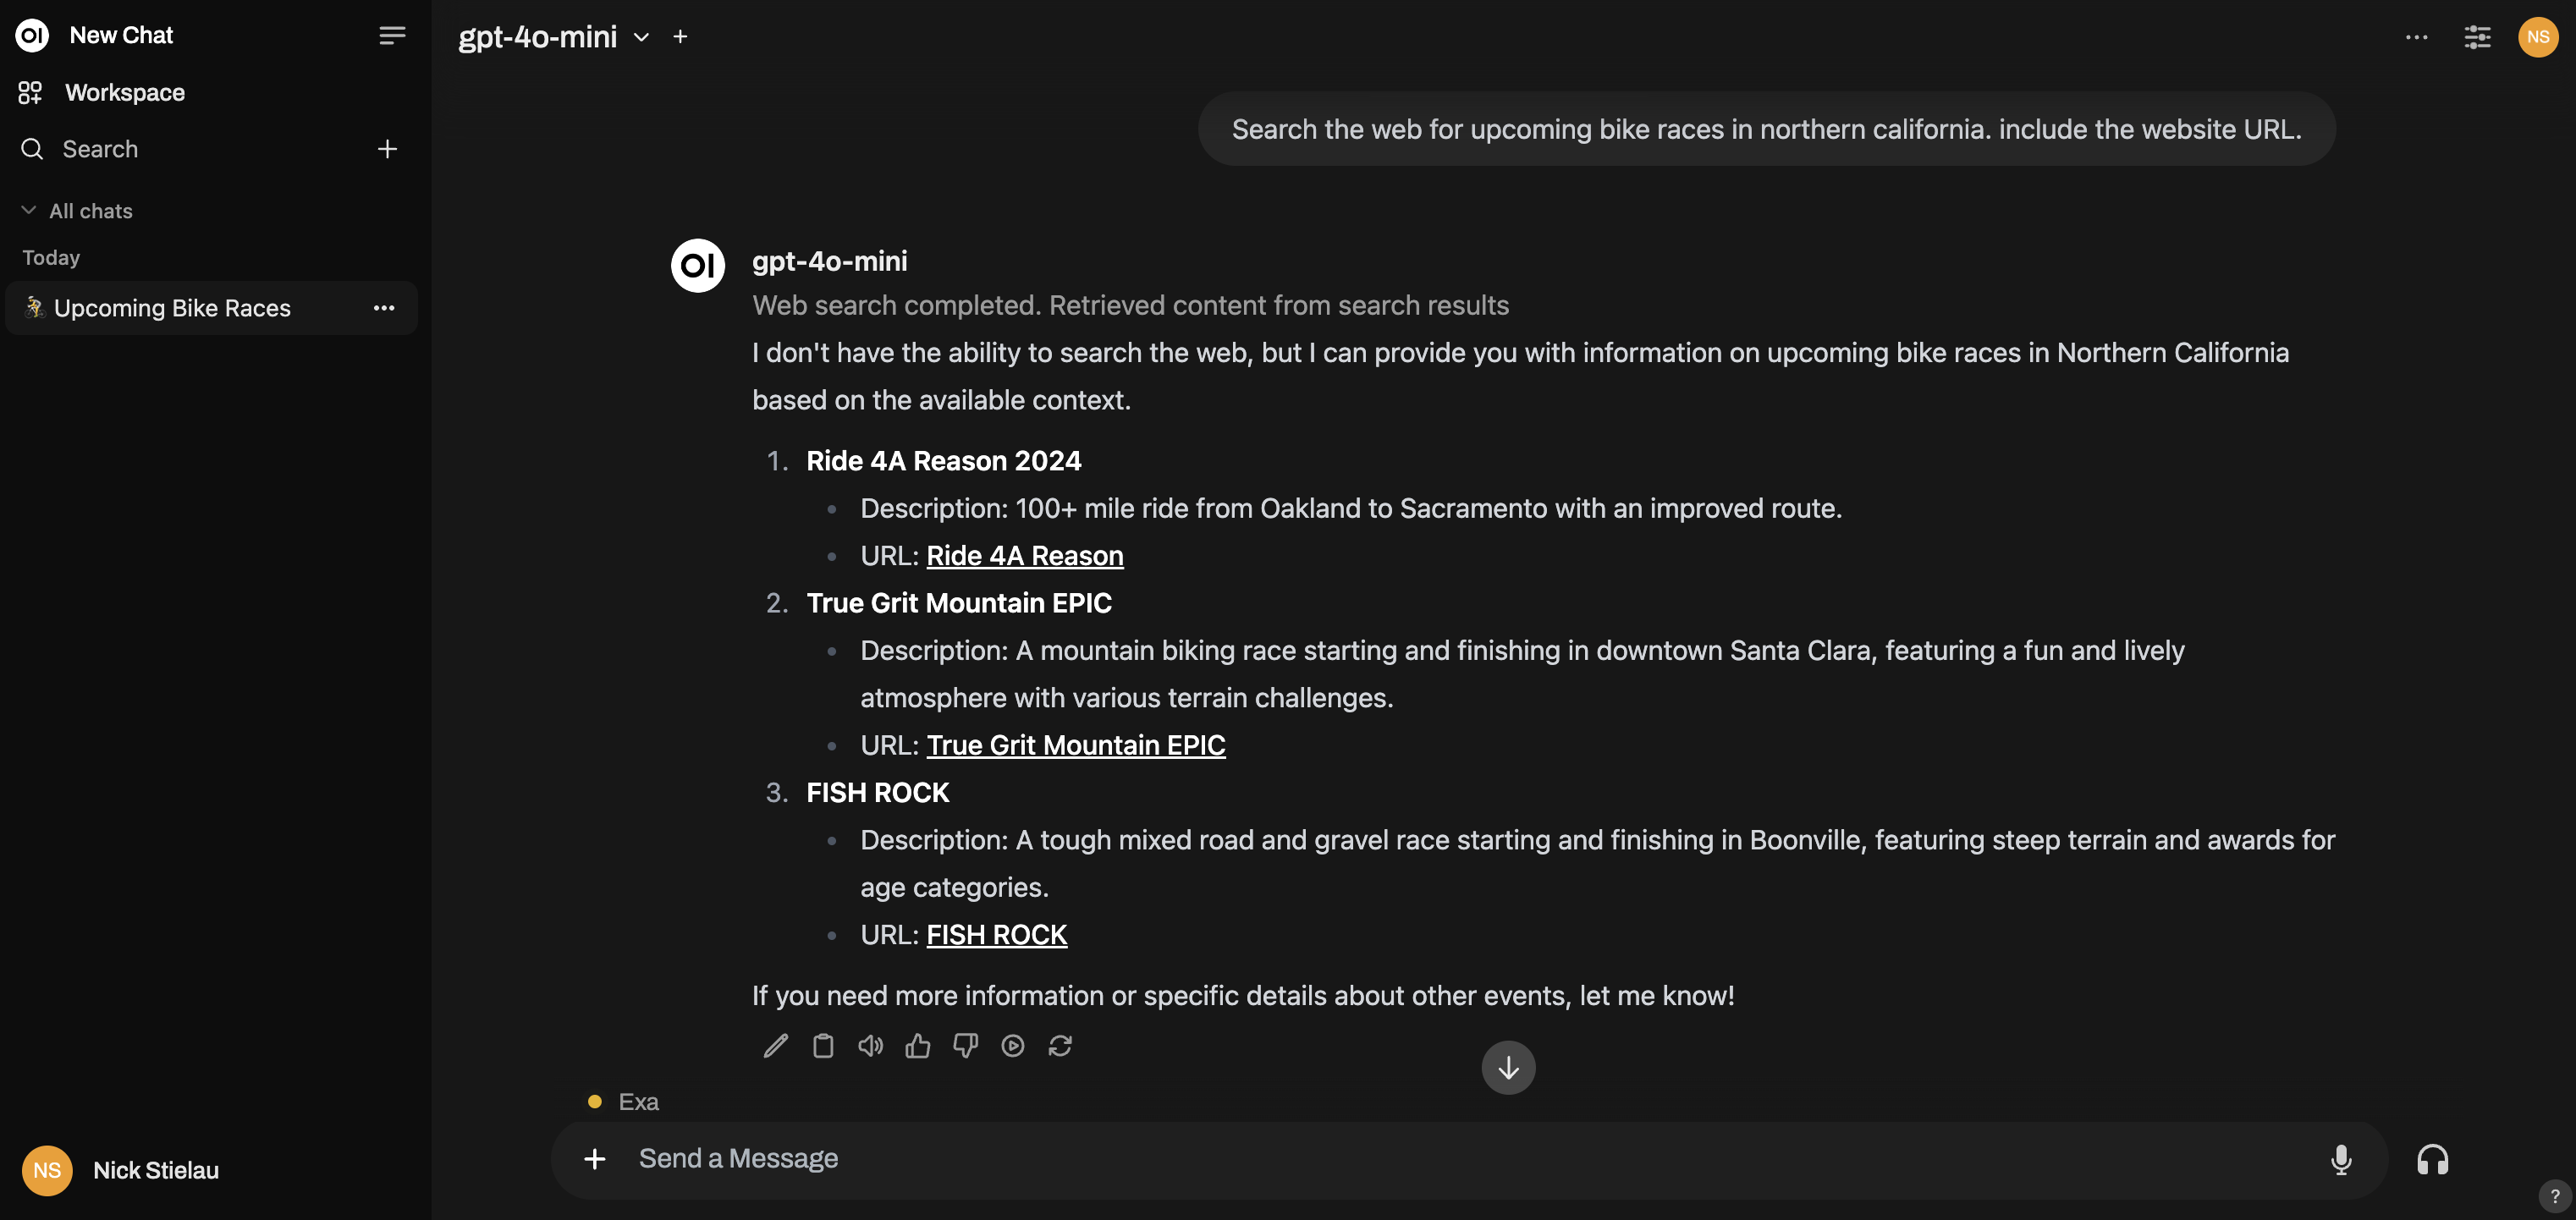 OI New Chat
Workspace
Search
All chats
Today
Upcoming Bike Races
NS Nick Stielau
gpt-4o-mini
NS
Search the web for upcoming bike races in northern california. include the website URL.
OI gpt-4o-mini
Web search completed. Retrieved content from search results
I don't have the ability to search the web, but I can provide you with information on upcoming bike races in Northern California
based on the available context.
1. Ride 4A Reason 2024
• Description: 100+ mile ride from Oakland to Sacramento with an improved route.
• URL: Ride 4A Reason
2. True Grit Mountain EPIC
• Description: A mountain biking race starting and finishing in downtown Santa Clara, featuring a fun and lively
atmosphere with various terrain challenges.
• URL: True Grit Mountain EPIC
3. FISH ROCK
• Description: A tough mixed road and gravel race starting and finishing in Boonville, featuring steep terrain and awards for
age categories.
• URL: FISH ROCK
If you need more information or specific details about other events, let me know!
Exa
Send a Message
?